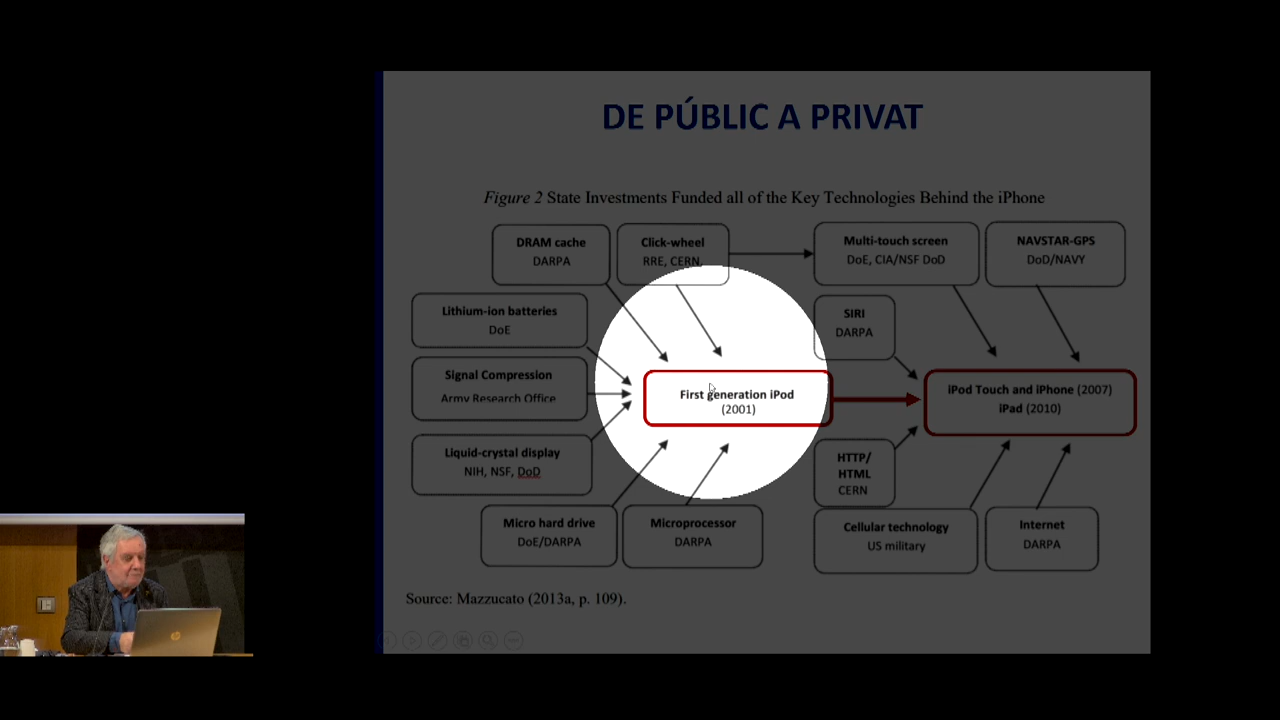 DE PÚBLIC A PRIVAT
Figure 2 State Investments Funded all of the Key Technologies Behind the iPhone
DRAM cache
DARPA
Click-wheel
RRE, CERN
Multi-touch screen
DoE, CIA/NSF DoD
NAVSTAR-GPS
DoD/NAVY
Lithium-ion batteries
DoE
SIRI
DARPA
Signal Compression
Army Research Office
First generation iPod
(2001)
iPod Touch and iPhone (2007)
iPad (2010)
Liquid-crystal display
NIH, NSF, DoD
HTTP/
HTML
CERN
Micro hard drive
DoE/DARPA
Microprocessor
DARPA
Cellular technology
US military
Internet
DARPA
Source: Mazzucato (2013a, p. 109).
hp